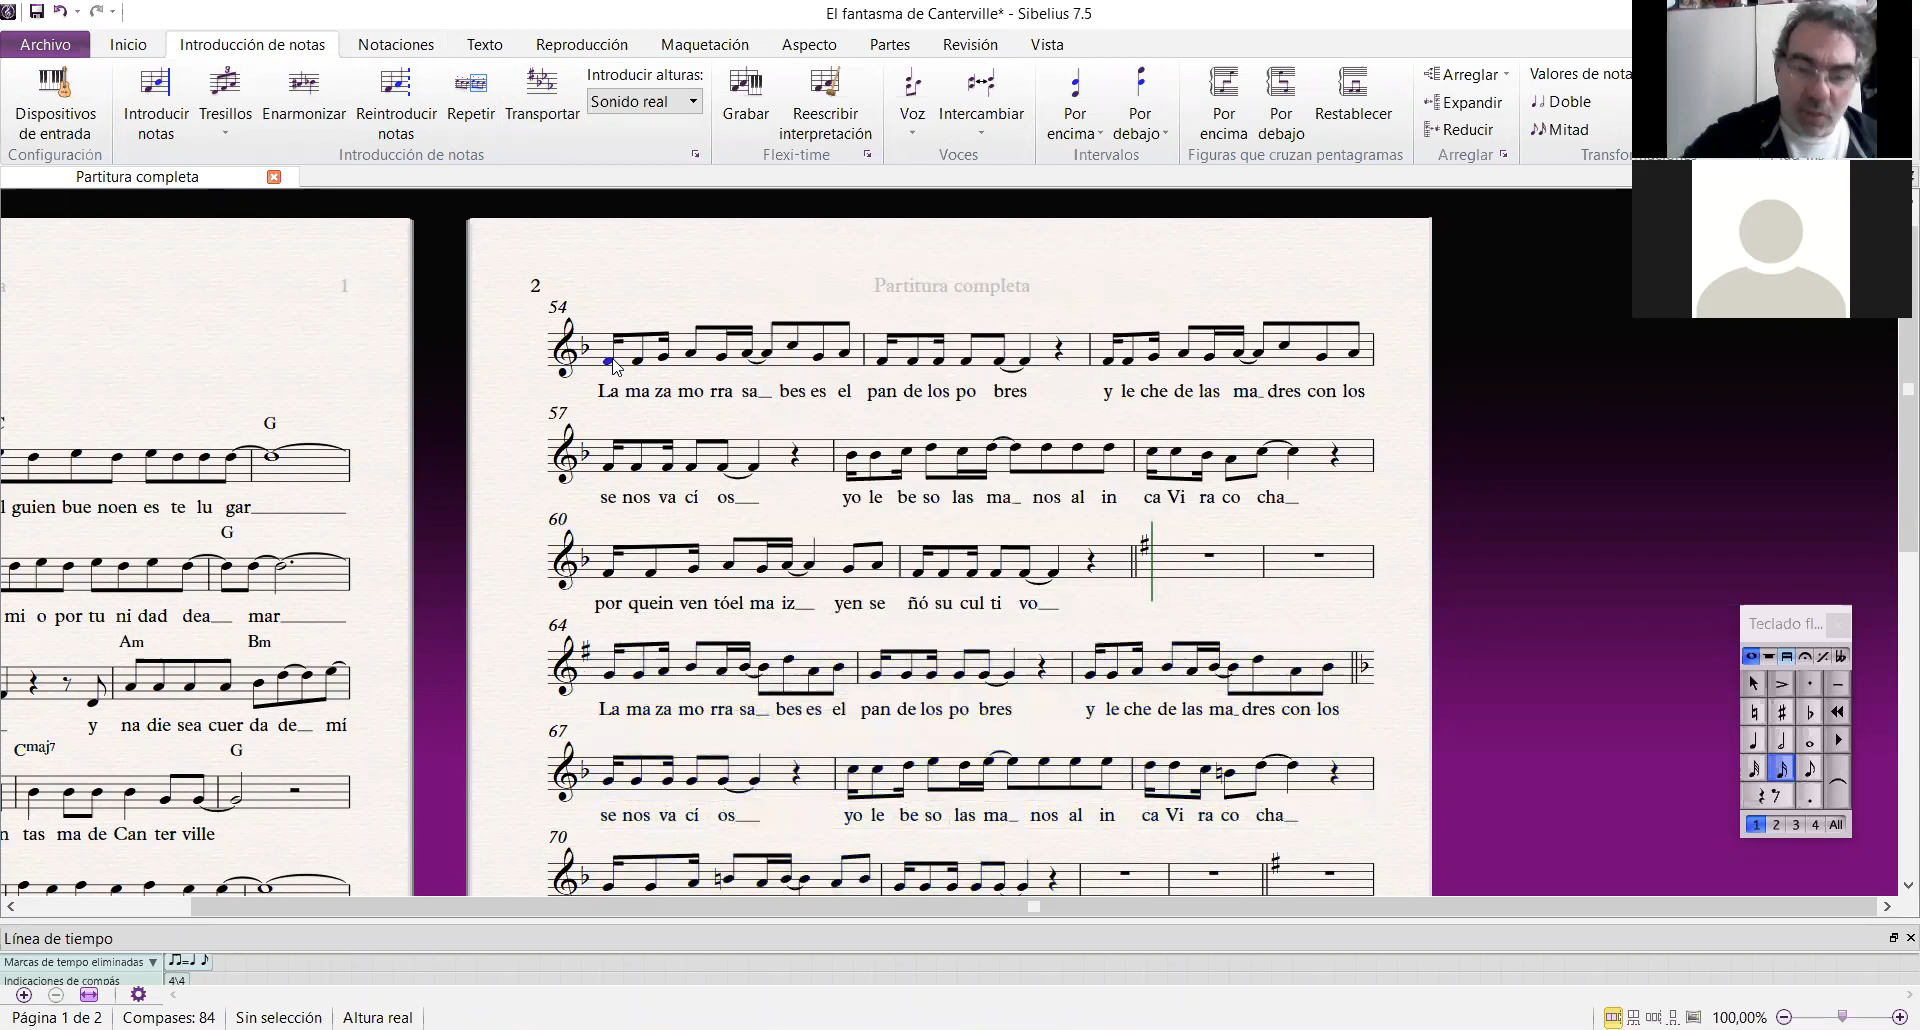 El fantasma de Canterville* - Sibelius 7.5
Archivo Inicio Introducción de notas Notaciones Texto Reproducción Maquetación Aspecto Partes Revisión Vista
Dispositivos de entrada
Introducir notas
Tresillos
Enarmonizar
Reintroducir notas
Repetir
Transportar
Introducir alturas:
Sonido real
Grabar
Reescribir interpretación
Voz
Intercambiar
Por encima
Por debajo
Por encima
Por debajo
Restablecer
Arreglar
Expandir
Reducir
Valores de nota
Doble
Mitad
Configuración Introducción de notas Flexi-time Voces Intervalos Figuras que cruzan pentagramas Arreglar
Partitura completa
1
G
l guien bue noen es te lu gar
G
mi o por tu ni dad dea mar
Am Bm
y na die sea cuer da de mí
Cmaj7 G
n tas ma de Can ter ville
2 Partitura completa
54
La ma za mo rra sa bes es el pan de los po bres y le che de las ma dres con los
57
se nos va cí os yo le be so las ma nos al in ca Vi ra co cha
60
por quein ven tóel ma iz yen se ñó su cul ti vo
64
La ma za mo rra sa bes es el pan de los po bres y le che de las ma dres con los
67
se nos va cí os yo le be so las ma nos al in ca Vi ra co cha
70
Teclado fl...
1 2 3 4 All
Línea de tiempo
Marcas de tempo eliminadas
Indicaciones de compás 4\4
Página 1 de 2 Compases: 84 Sin selección Altura real 100,00%